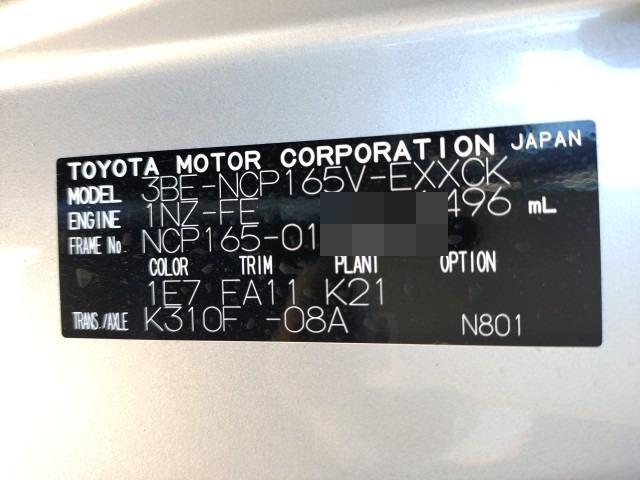 TOYOTA MOTOR CORPORATION JAPAN
MODEL 3BE-NCP165V-EXXCK
ENGINE 1NZ-FE 496 mL
FRAME No. NCP165-01
COLOR TRIM PLANT OPTION
1E7 EA11 K21
TRANS./AXLE K310F -08A N801